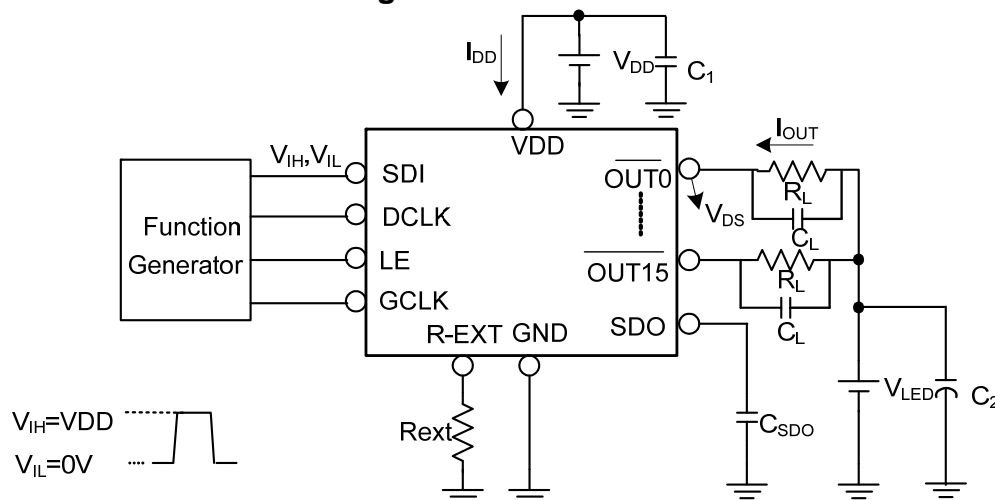 I_DD
V_DD
C_1
VDD
V_IH,V_IL
I_OUT
SDI
OUT0
R_L
V_DS
C_L
DCLK
Function
Generator
LE
OUT15
R_L
C_L
GCLK
R-EXT
GND
SDO
V_LED
C_2
Rext
C_SDO
V_IH=VDD
V_IL=0V